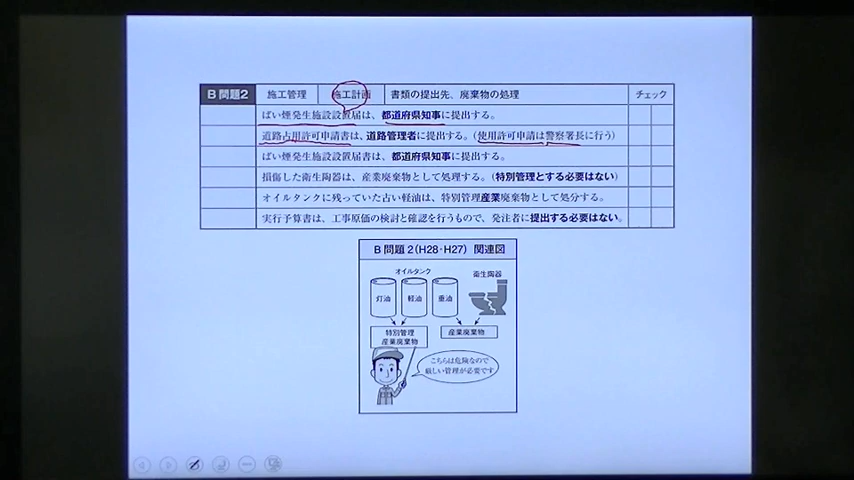 B 問題2 施工管理 施工計画 書類の提出先、廃棄物の処理 チェック
ばい煙発生施設設置届は、都道府県知事に提出する。
道路占用許可申請書は、道路管理者に提出する。(使用許可申請は警察署長に行う)
ばい煙発生施設設置届書は、都道府県知事に提出する。
損傷した衛生陶器は、産業廃棄物として処理する。(特別管理とする必要はない)
オイルタンクに残っていた古い軽油は、特別管理産業廃棄物として処分する。
実行予算書は、工事原価の検討と確認を行うもので、発注者に提出する必要はない。
B 問題2(H28・H27) 関連図
オイルタンク
衛生陶器
灯油 軽油 重油
特別管理
産業廃棄物
産業廃棄物
こちらは危険なので
厳しい管理が必要です